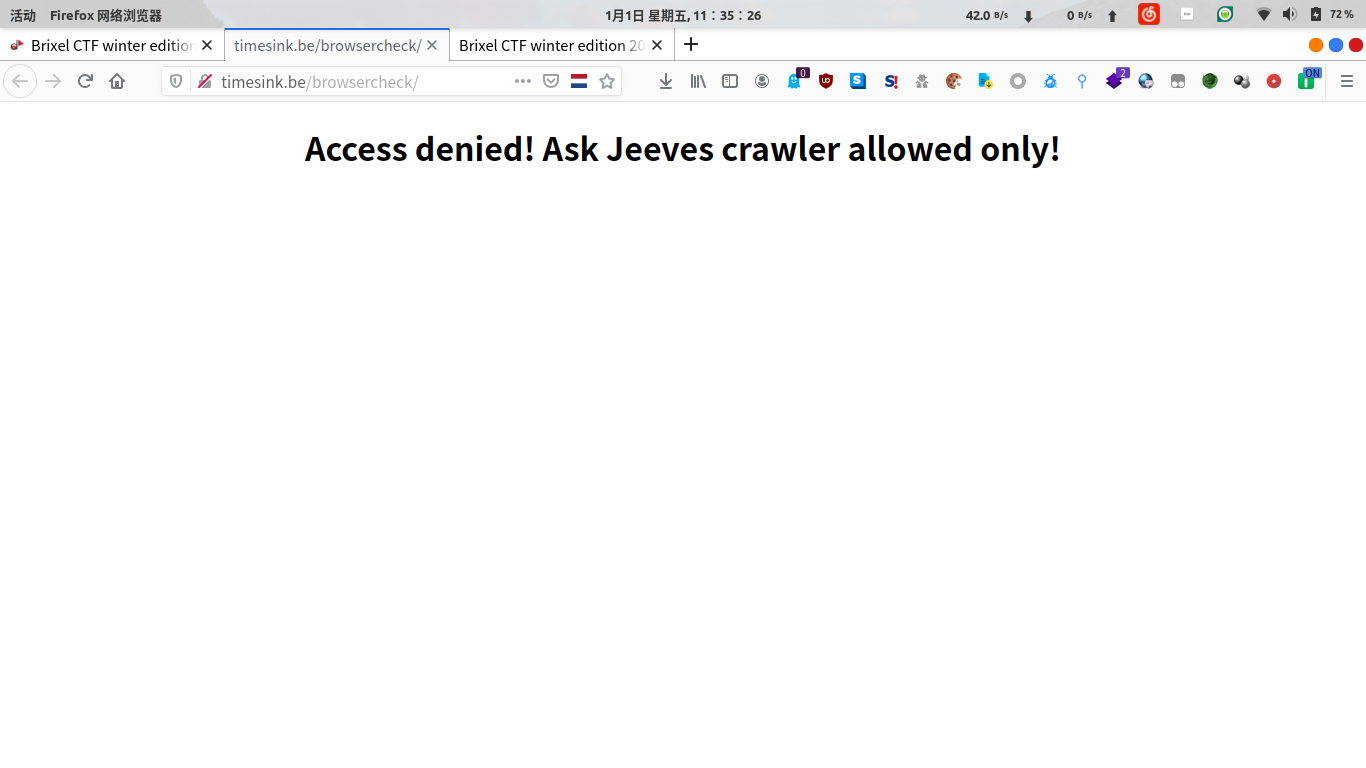 活动 Firefox 网络浏览器 1月1日 星期五, 11∶35∶26 42.0 B/s 0 B/s 72 %
Brixel CTF winter edition timesink.be/browsercheck/ Brixel CTF winter edition 20
timesink.be/browsercheck/ 0 UD S S! 2 ON
Access denied! Ask Jeeves crawler allowed only!